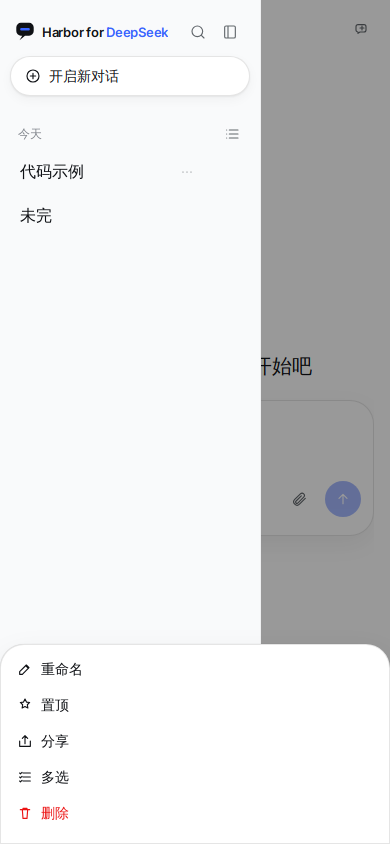 Harbor for DeepSeek
开启新对话
今天
代码示例
未完
开始吧
重命名
置顶
分享
多选
删除